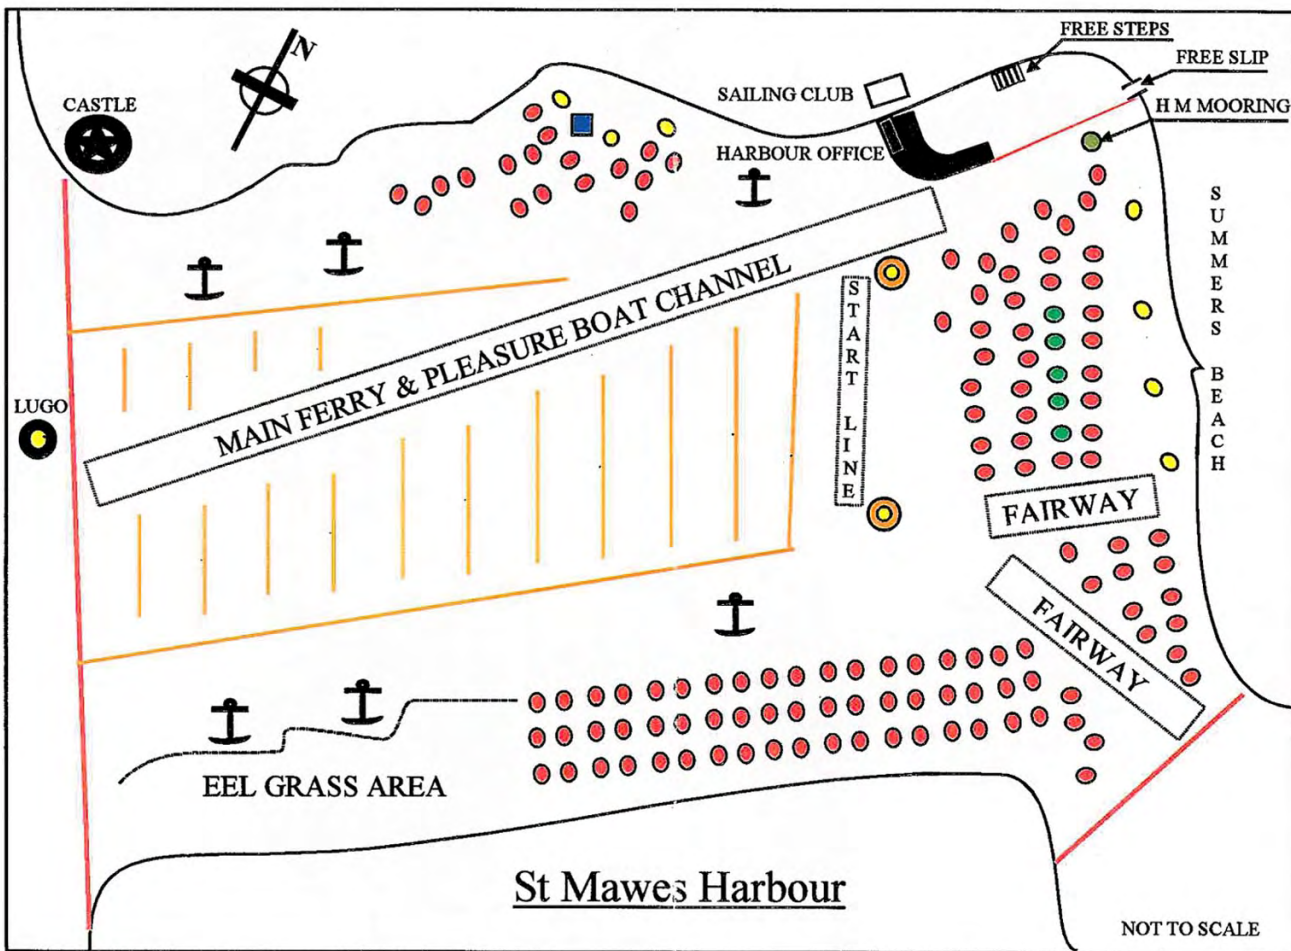 FREE STEPS
N
FREE SLIP
CASTLE
SAILING CLUB
H M MOORING
HARBOUR OFFICE
SUMMERS BEACH
START LINE
MAIN FERRY & PLEASURE BOAT CHANNEL
LUGO
FAIRWAY
FAIRWAY
EEL GRASS AREA
St Mawes Harbour
NOT TO SCALE